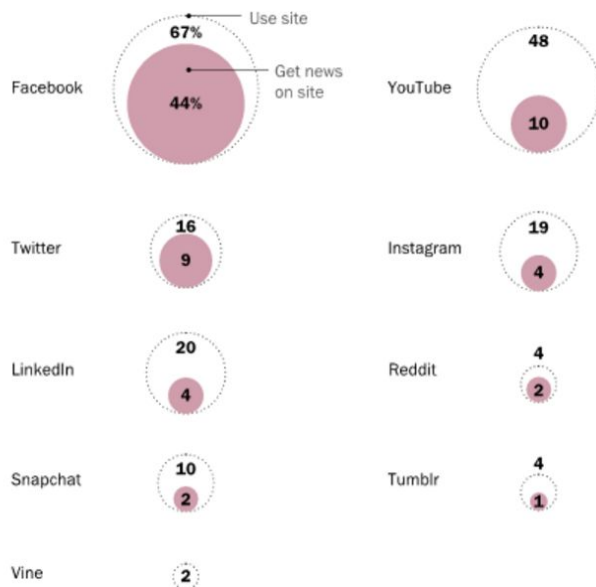 Use site
67%
Get news
on site
Facebook
44%
48
YouTube
10
16
Twitter
9
19
Instagram
4
20
LinkedIn
4
4
Reddit
2
10
Snapchat
2
4
Tumblr
1
Vine
2